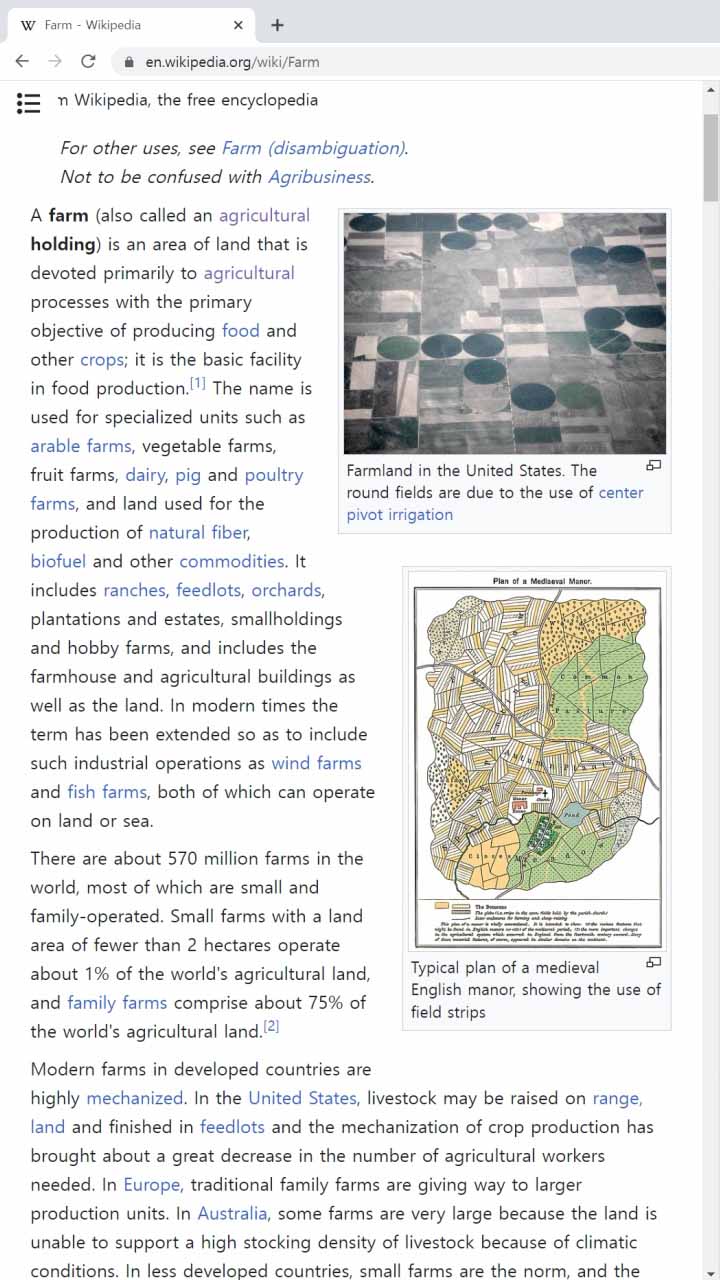 Farm - Wikipedia
en.wikipedia.org/wiki/Farm
m Wikipedia, the free encyclopedia
For other uses, see Farm (disambiguation).
Not to be confused with Agribusiness.
A farm (also called an agricultural
holding) is an area of land that is
devoted primarily to agricultural
processes with the primary
objective of producing food and
other crops; it is the basic facility
in food production.[1] The name is
used for specialized units such as
arable farms, vegetable farms,
fruit farms, dairy, pig and poultry
farms, and land used for the
production of natural fiber,
biofuel and other commodities. It
includes ranches, feedlots, orchards,
plantations and estates, smallholdings
and hobby farms, and includes the
farmhouse and agricultural buildings as
well as the land. In modern times the
term has been extended so as to include
such industrial operations as wind farms
and fish farms, both of which can operate
on land or sea.
Farmland in the United States. The
round fields are due to the use of center
pivot irrigation
Plan of a Mediaeval Manor.
Common
Pasture
Autumn Planting
Manor
House
Church
Pond
Close
Meadow
The Demesne
Typical plan of a medieval
English manor, showing the use of
field strips
There are about 570 million farms in the
world, most of which are small and
family-operated. Small farms with a land
area of fewer than 2 hectares operate
about 1% of the world's agricultural land,
and family farms comprise about 75% of
the world's agricultural land.[2]
Modern farms in developed countries are
highly mechanized. In the United States, livestock may be raised on range,
land and finished in feedlots and the mechanization of crop production has
brought about a great decrease in the number of agricultural workers
needed. In Europe, traditional family farms are giving way to larger
production units. In Australia, some farms are very large because the land is
unable to support a high stocking density of livestock because of climatic
conditions. In less developed countries, small farms are the norm, and the